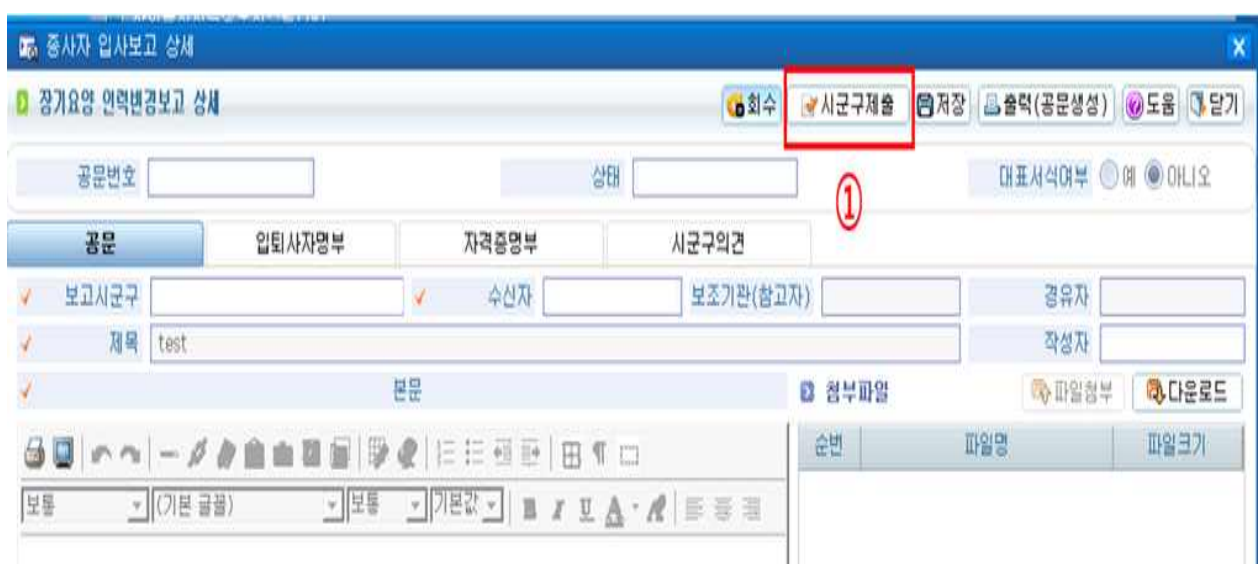 종사자 입사보고 상세
장기요양 인력변경보고 상세 회수 시군구제출 저장 출력(공문생성) 도움 닫기
공문번호 상태 대표서식여부 예 아니오
①
공문 입퇴사자명부 자격증명부 시군구의견
보고시군구 수신자 보조기관(참고자) 경유자
제목 test 작성자
본문 첨부파일 파일첨부 다운로드
순번 파일명 파일크기
보통 (기본 글꼴) 보통 기본값